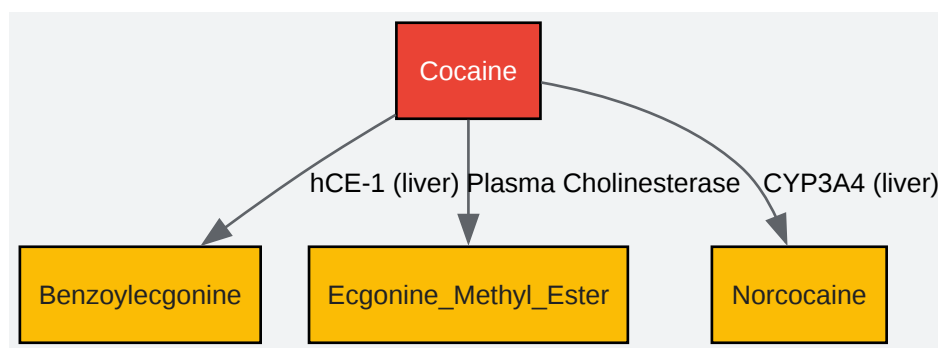 Cocaine
hCE-1 (liver)
Plasma Cholinesterase
CYP3A4 (liver)
Benzoylecgonine
Ecgonine_Methyl_Ester
Norcocaine